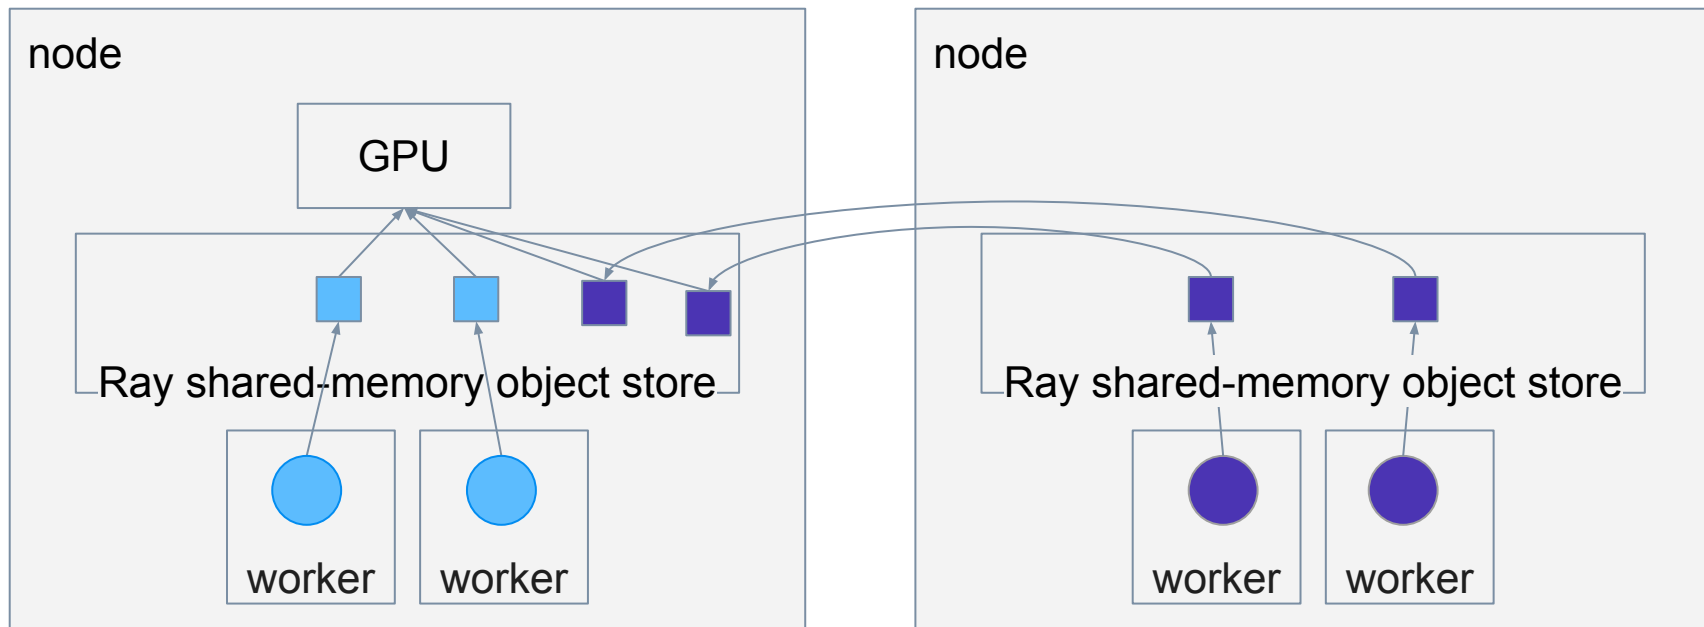 node
GPU
Ray shared-memory object store
worker
worker
node
Ray shared-memory object store
worker
worker